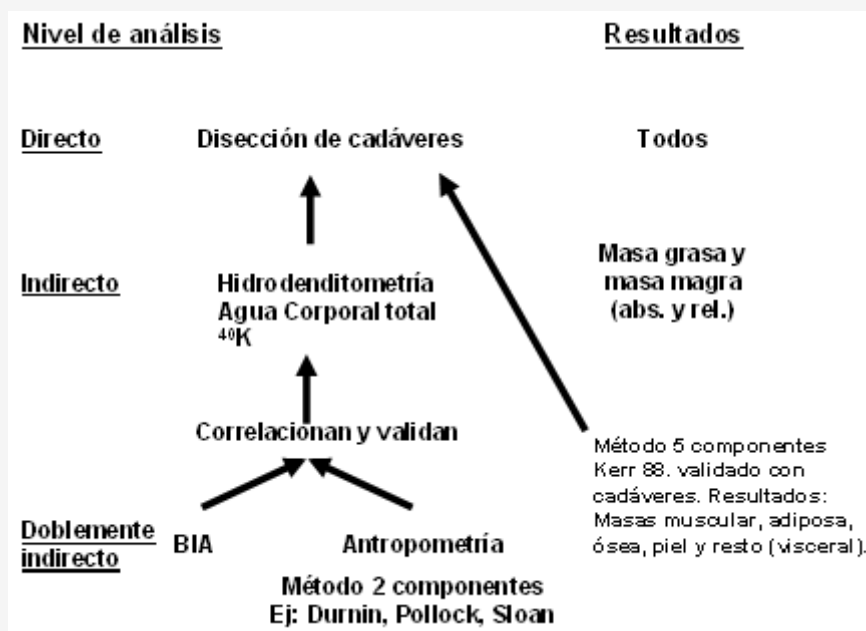 Nivel de análisis
Resultados
Directo
Disección de cadáveres
Todos
Indirecto
Hidrodenditometría
Agua Corporal total
⁴⁰K
Masa grasa y
masa magra
(abs. y rel.)
Correlacionan y validan
Método 5 componentes
Kerr 88. validado con
cadáveres. Resultados:
Masas muscular, adiposa,
ósea, piel y resto (visceral).
Doblemente
indirecto
BIA
Antropometría
Método 2 componentes
Ej: Durnin, Pollock, Sloan